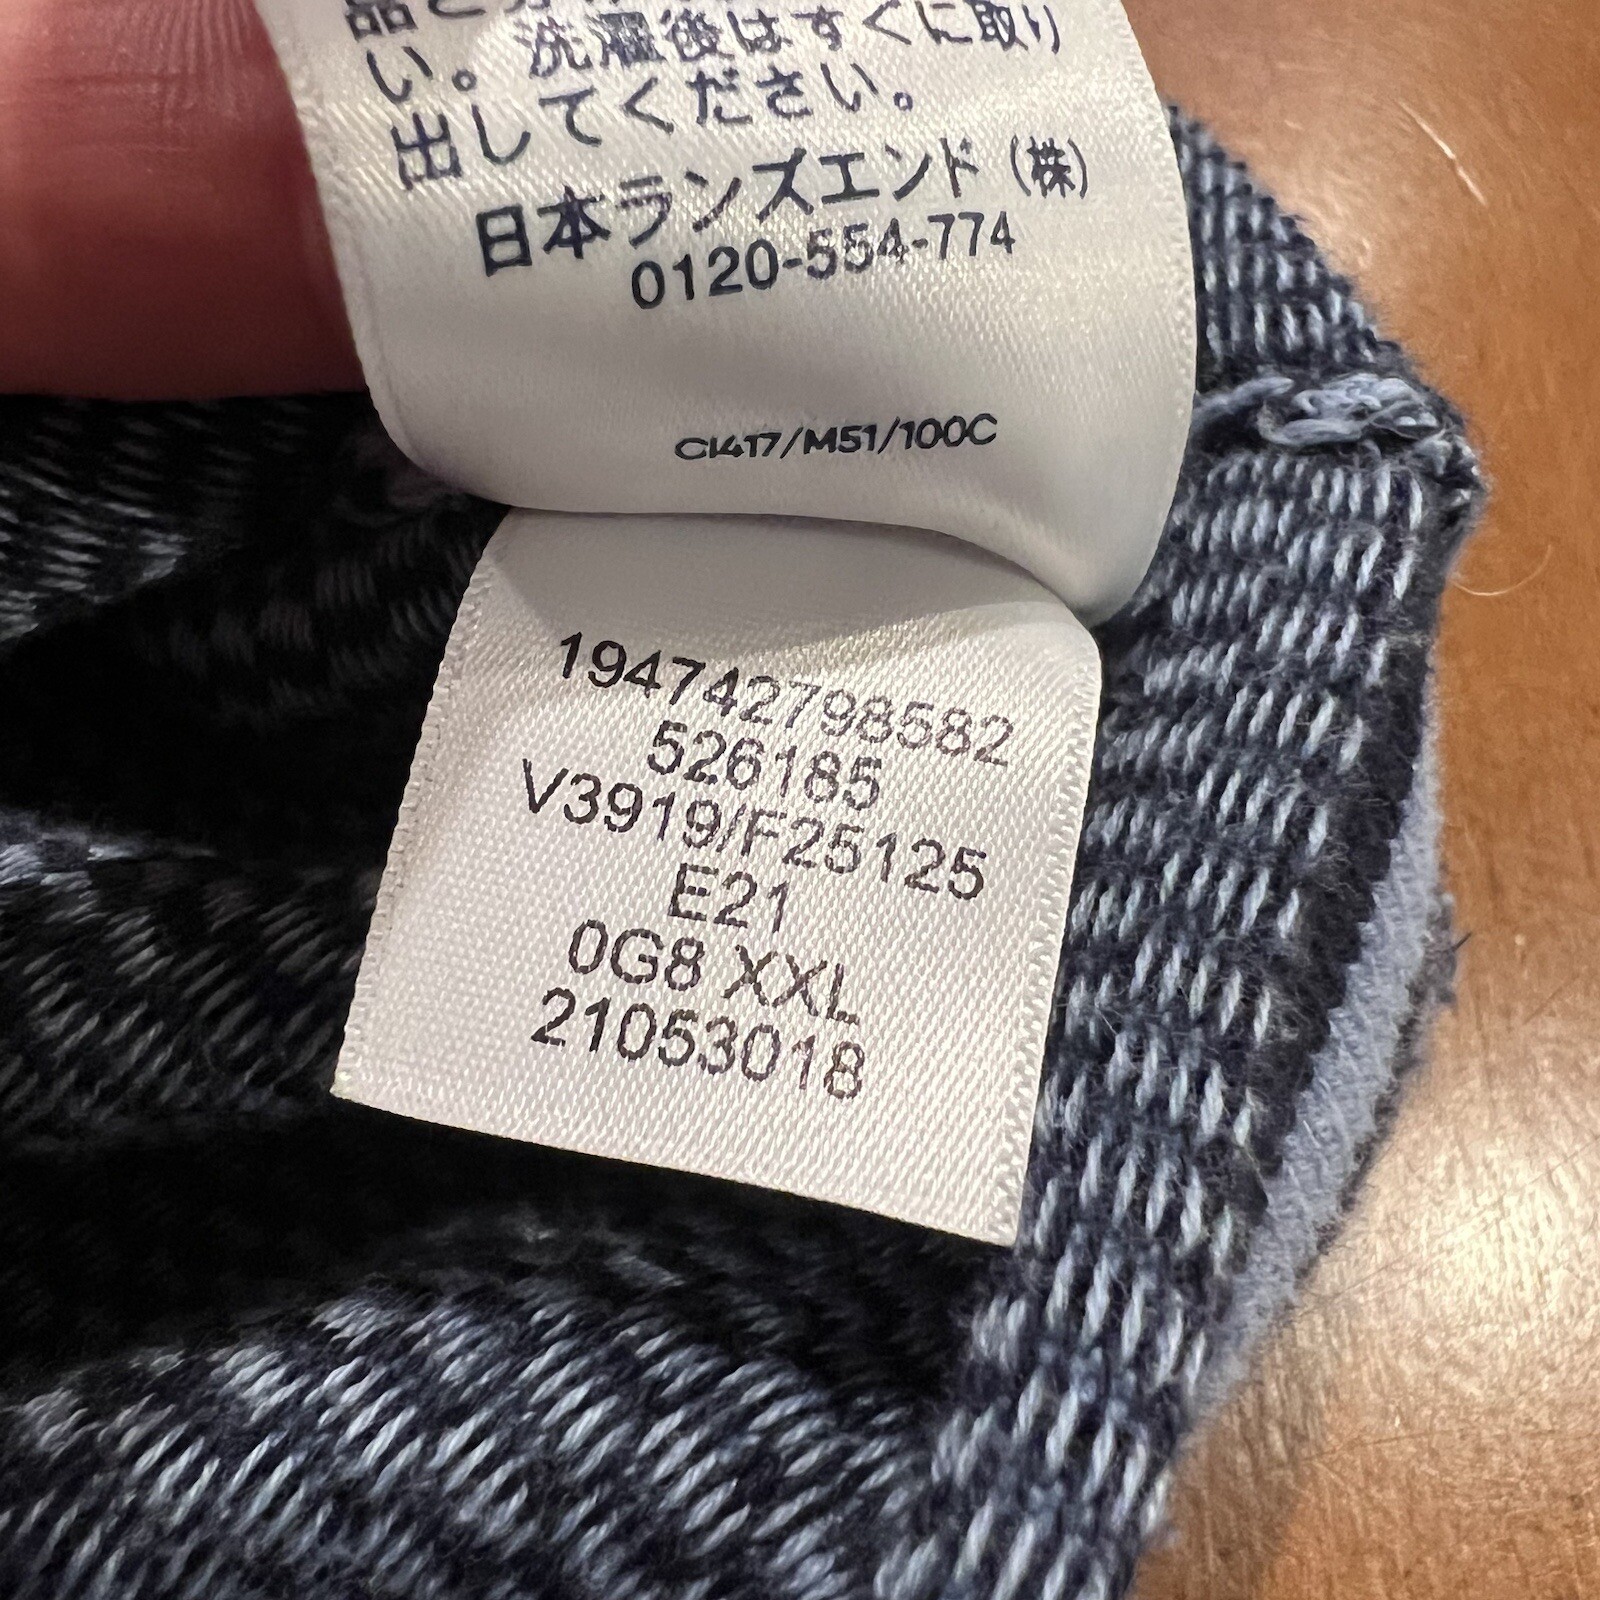 い。洗濯後はすぐに取り
出してください。
日本ランズエンド (株)
0120-554-774
CI417/M51/100C
194742798582
526185
V3919/F25125
E21
0G8 XXL
21053018